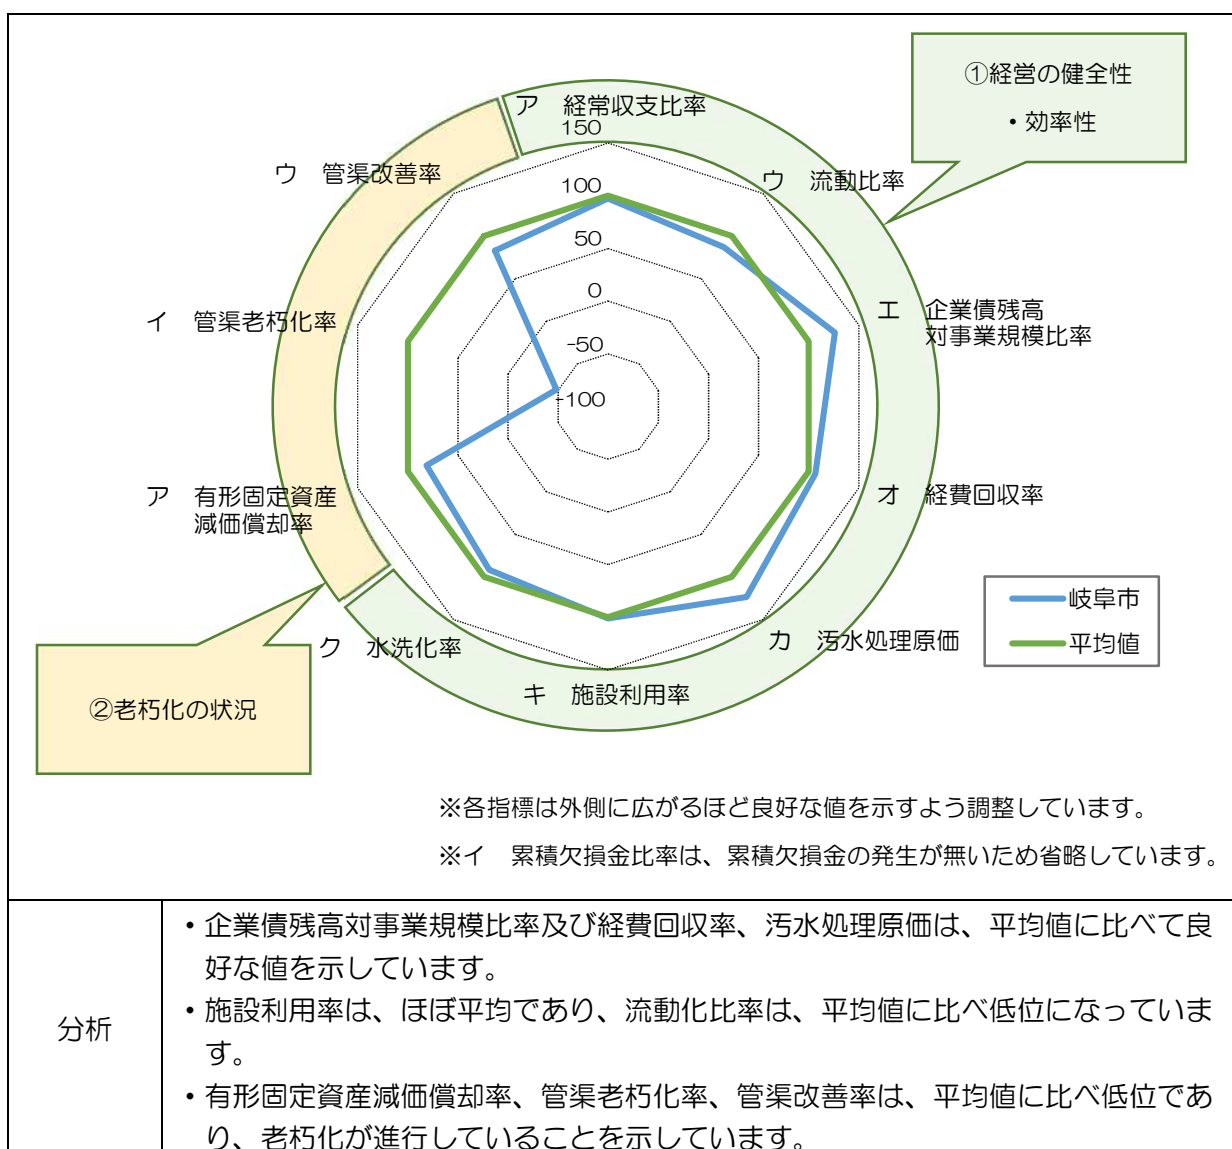 ①経営の健全性
・効率性
ア 経常収支比率
150
100
50
0
-50
-100
ウ 管渠改善率
ウ 流動比率
イ 管渠老朽化率
エ 企業債残高
対事業規模比率
ア 有形固定資産
減価償却率
オ 経費回収率
ク 水洗化率
カ 汚水処理原価
キ 施設利用率
岐阜市
平均値
②老朽化の状況
※各指標は外側に広がるほど良好な値を示すよう調整しています。
※イ 累積欠損金比率は、累積欠損金の発生が無いため省略しています。
分析
・企業債残高対事業規模比率及び経費回収率、汚水処理原価は、平均値に比べて良
好な値を示しています。
・施設利用率は、ほぼ平均であり、流動化比率は、平均値に比べ低位になっていま
す。
・有形固定資産減価償却率、管渠老朽化率、管渠改善率は、平均値に比べ低位であ
り、老朽化が進行していることを示しています。